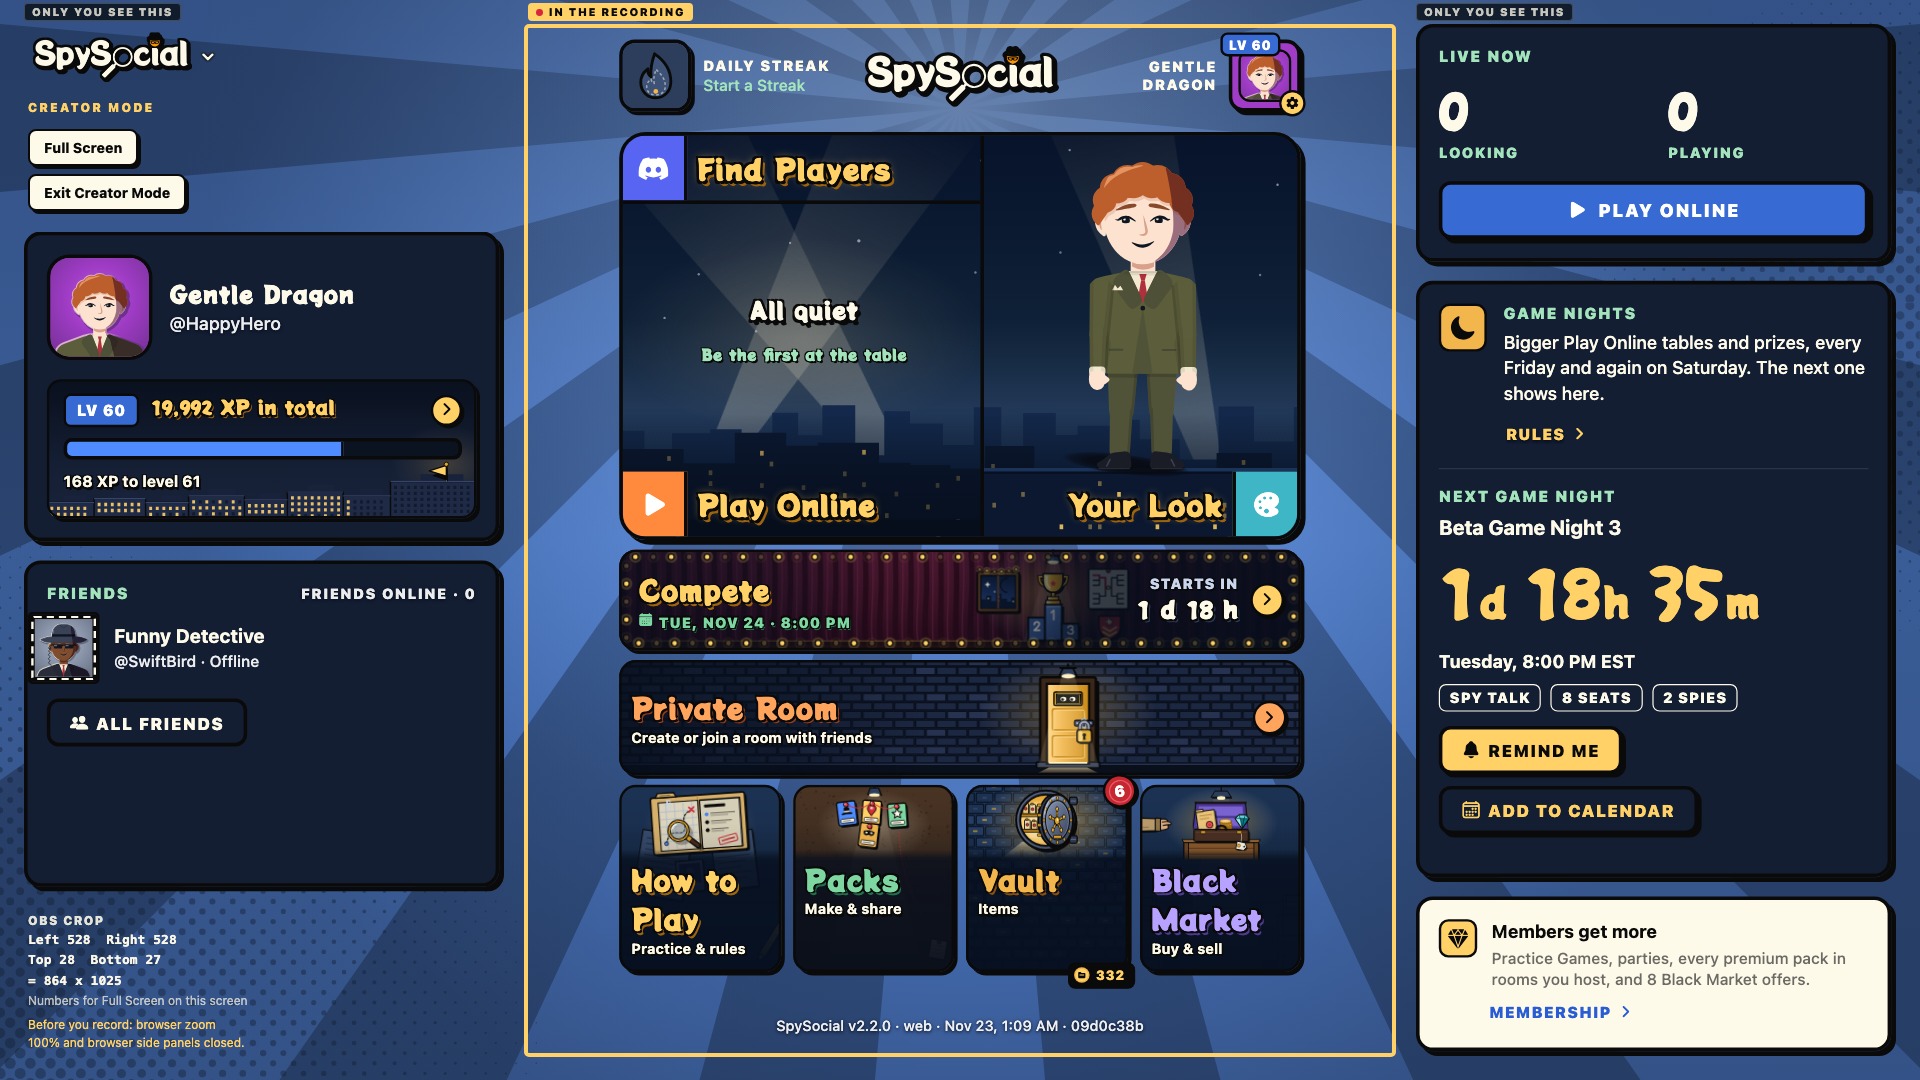 ONLY YOU SEE THIS
SpySocial
CREATOR MODE
Full Screen
Exit Creator Mode
Gentle Dragon
@HappyHero
LV 60
19,992 XP in total
168 XP to level 61
FRIENDS
FRIENDS ONLINE · 0
Funny Detective
@SwiftBird · Offline
ALL FRIENDS
OBS CROP
Left 528 Right 528
Top 28 Bottom 27
= 864 x 1025
Numbers for Full Screen on this screen
Before you record: browser zoom
100% and browser side panels closed.
IN THE RECORDING
DAILY STREAK
Start a Streak
SpySocial
GENTLE
DRAGON
LV 60
Find Players
All quiet
Be the first at the table
Play Online
Your Look
Compete
TUE, NOV 24 · 8:00 PM
2 1 3
STARTS IN
1 d 18 h
Private Room
Create or join a room with friends
How to
Play
Practice & rules
Packs
Make & share
6
Vault
Items
332
Black
Market
Buy & sell
SpySocial v2.2.0 · web · Nov 23, 1:09 AM · 09d0c38b
ONLY YOU SEE THIS
LIVE NOW
0
LOOKING
0
PLAYING
PLAY ONLINE
GAME NIGHTS
Bigger Play Online tables and prizes, every
Friday and again on Saturday. The next one
shows here.
RULES
NEXT GAME NIGHT
Beta Game Night 3
1d 18h 35m
Tuesday, 8:00 PM EST
SPY TALK
8 SEATS
2 SPIES
REMIND ME
ADD TO CALENDAR
Members get more
Practice Games, parties, every premium pack in
rooms you host, and 8 Black Market offers.
MEMBERSHIP